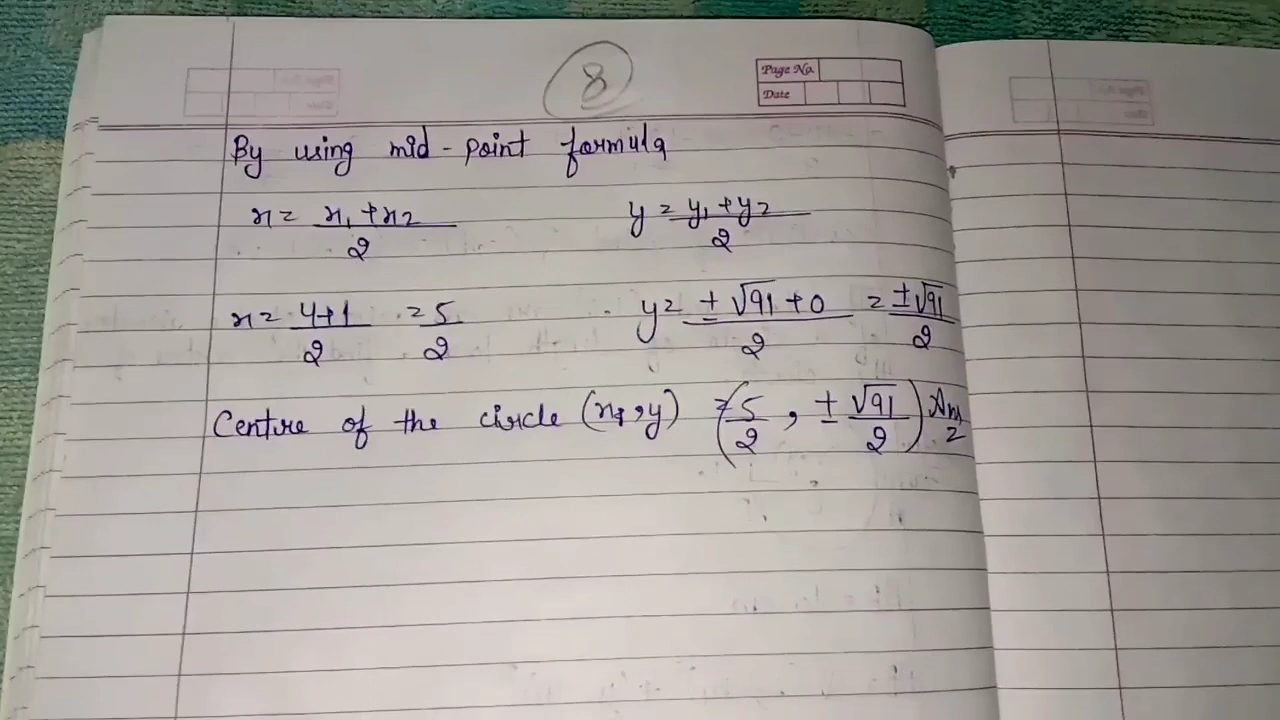 8
Page No.
Date
By using mid-point formula
x = x₁ + x₂ / 2    y = y₁ + y₂ / 2
x = 4+1 / 2 = 5 / 2    y = ± √91 + 0 / 2 = ± √91 / 2
Centre of the circle (x, y) = (5/2, ± √91 / 2) Ans